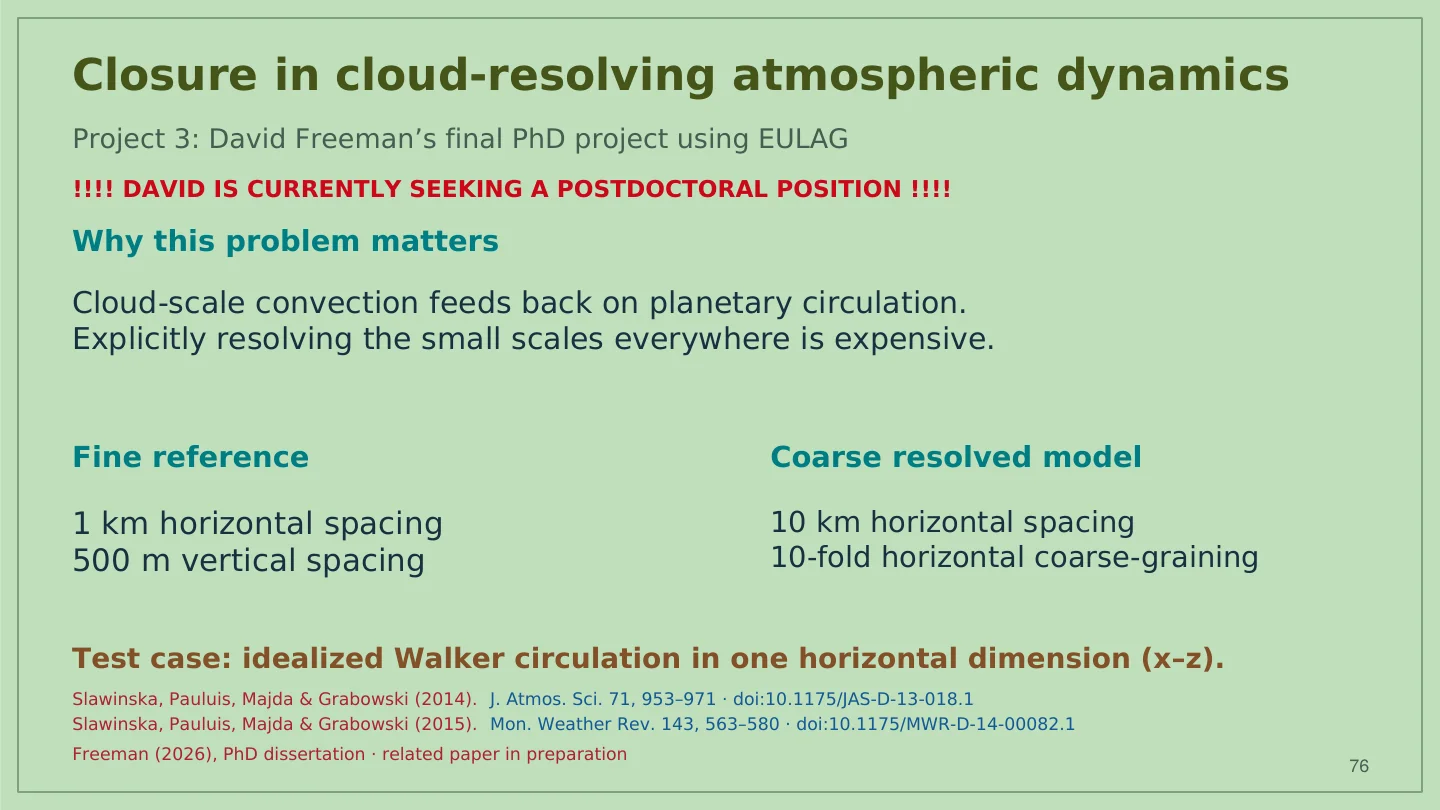 Closure in cloud-resolving atmospheric dynamics
Project 3: David Freeman’s final PhD project using EULAG
!!!! DAVID IS CURRENTLY SEEKING A POSTDOCTORAL POSITION !!!!
Why this problem matters
Cloud-scale convection feeds back on planetary circulation.
Explicitly resolving the small scales everywhere is expensive.
Fine reference
1 km horizontal spacing
500 m vertical spacing
Coarse resolved model
10 km horizontal spacing
10-fold horizontal coarse-graining
Test case: idealized Walker circulation in one horizontal dimension (x–z).
Slawinska, Pauluis, Majda & Grabowski (2014). J. Atmos. Sci. 71, 953–971 · doi:10.1175/JAS-D-13-018.1
Slawinska, Pauluis, Majda & Grabowski (2015). Mon. Weather Rev. 143, 563–580 · doi:10.1175/MWR-D-14-00082.1
Freeman (2026), PhD dissertation · related paper in preparation
76